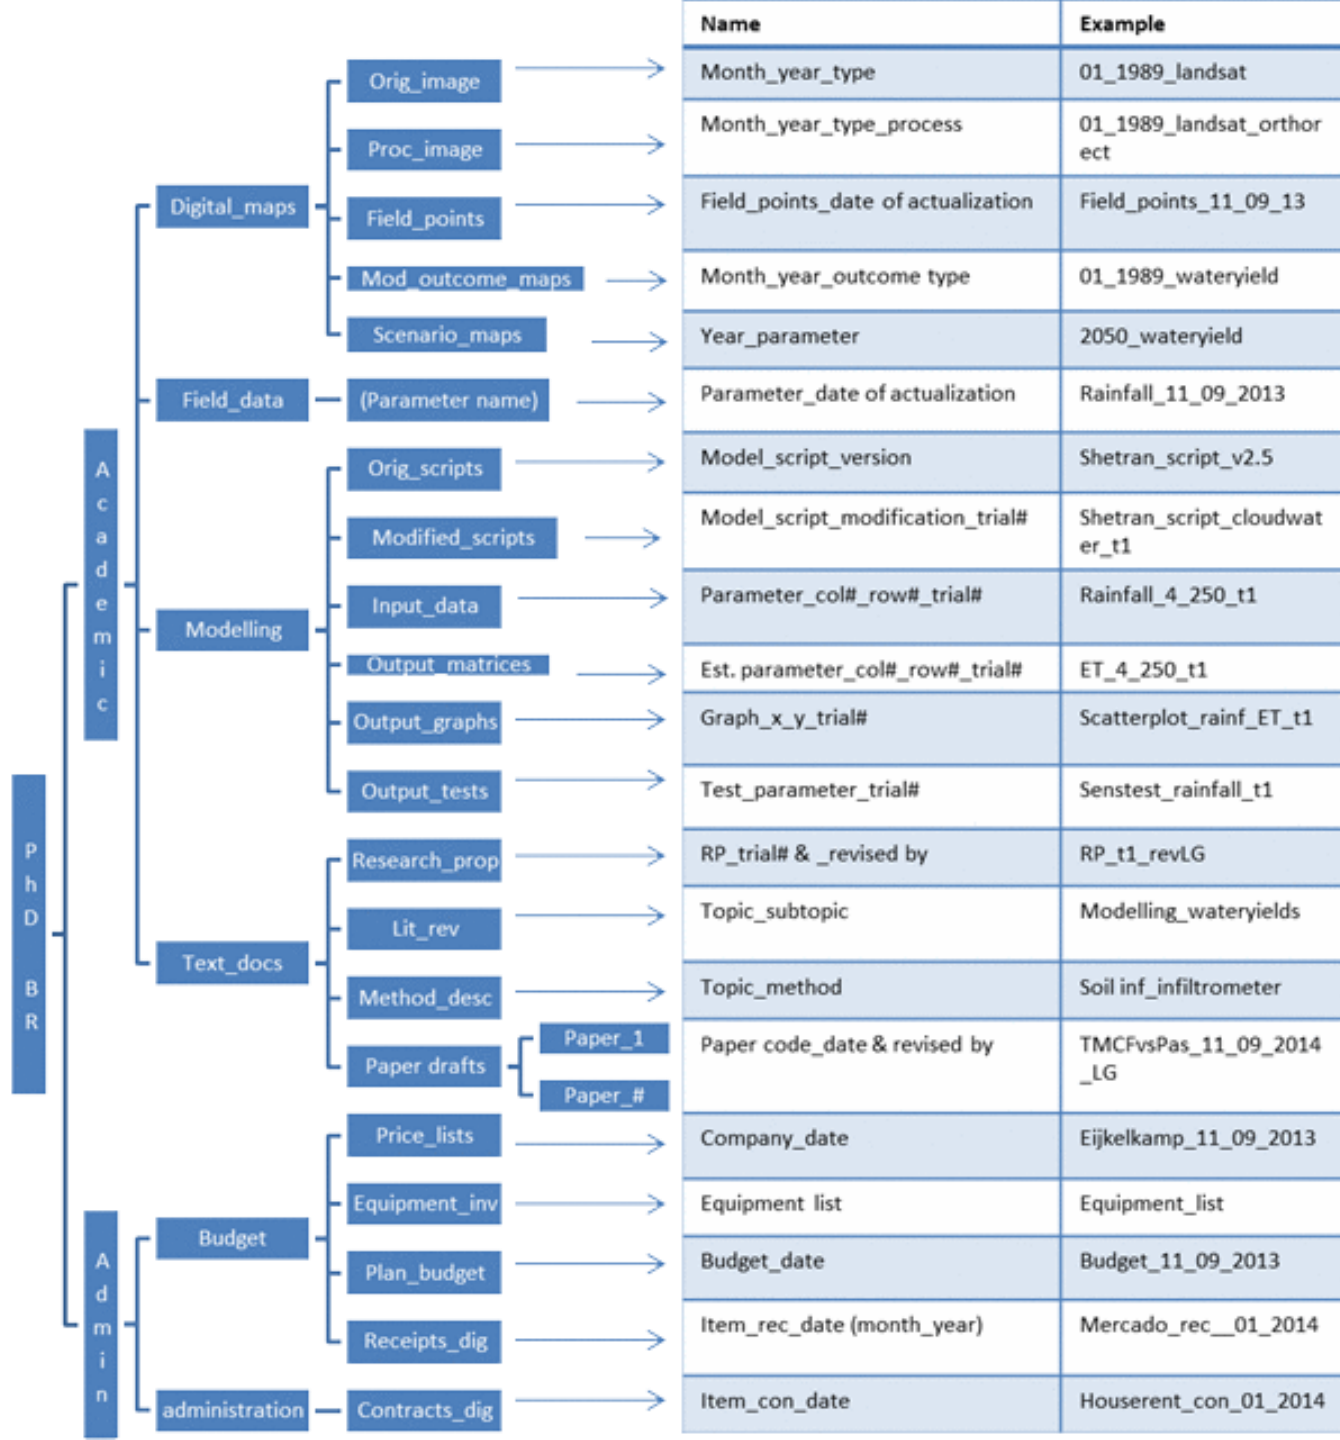 Name Example
Orig_image Month_year_type 01_1989_landsat
Proc_image Month_year_type_process 01_1989_landsat_orthor
ect
Digital_maps
Field_points Field_points_date of actualization Field_points_11_09_13
Mod_outcome_maps Month_year_outcome type 01_1989_wateryield
Scenario_maps Year_parameter 2050_wateryield
Field_data (Parameter name) Parameter_date of actualization Rainfall_11_09_2013
Academic
Orig_scripts Model_script_version Shetran_script_v2.5
Modified_scripts Model_script_modification_trial# Shetran_script_cloudwat
er_t1
Input_data Parameter_col#_row#_trial# Rainfall_4_250_t1
Modelling
Output_matrices Est. parameter_col#_row#_trial# ET_4_250_t1
Output_graphs Graph_x_y_trial# Scatterplot_rainf_ET_t1
Output_tests Test_parameter_trial# Senstest_rainfall_t1
PhD BR
Research_prop RP_trial# & _revised by RP_t1_revLG
Lit_rev Topic_subtopic Modelling_wateryields
Text_docs
Method_desc Topic_method Soil inf_infiltrometer
Paper drafts Paper_1 Paper code_date & revised by TMCFvsPas_11_09_2014
_LG
Paper_#
Price_lists Company_date Eijkelkamp_11_09_2013
Equipment_inv Equipment list Equipment_list
Budget
Plan_budget Budget_date Budget_11_09_2013
Admin
Receipts_dig Item_rec_date (month_year) Mercado_rec__01_2014
administration Contracts_dig Item_con_date Houserent_con_01_2014